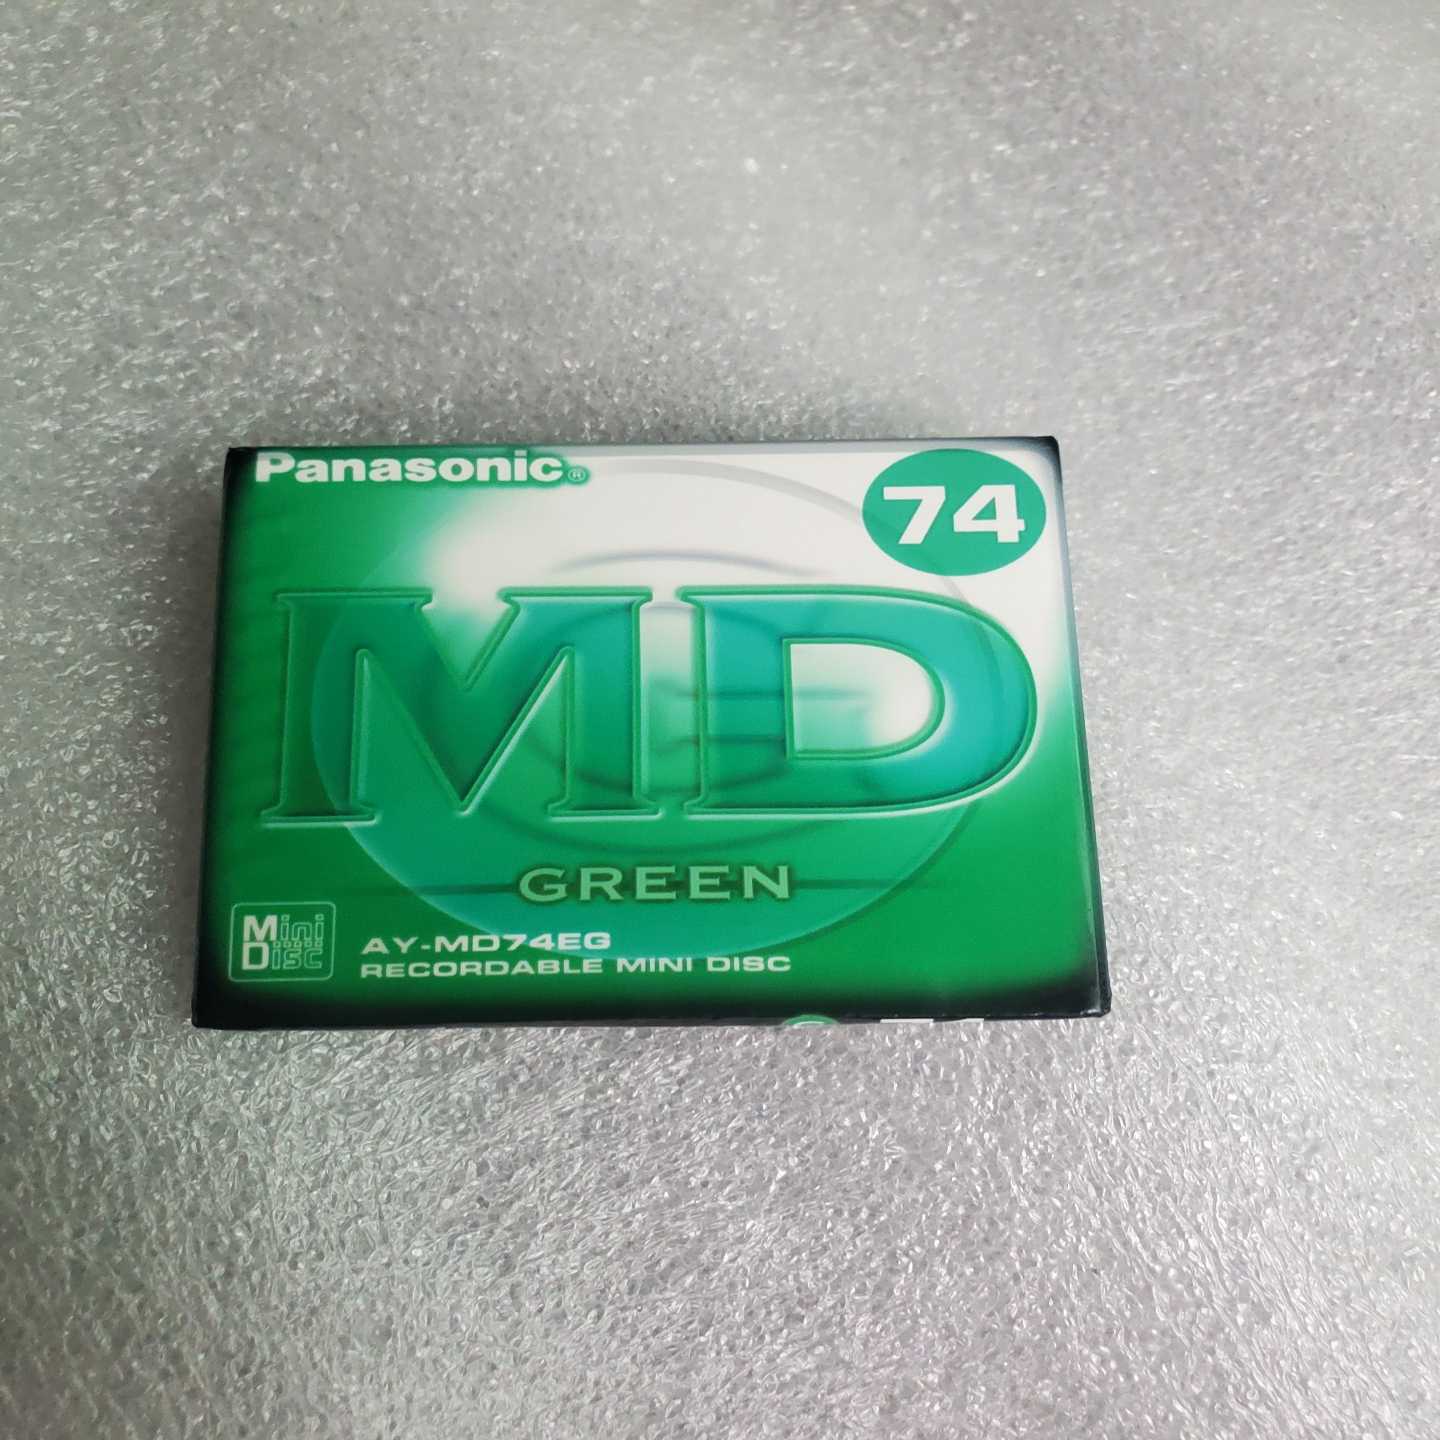 Panasonic®
74
MD
GREEN
Mini
Disc
AY-MD74EG
RECORDABLE MINI DISC